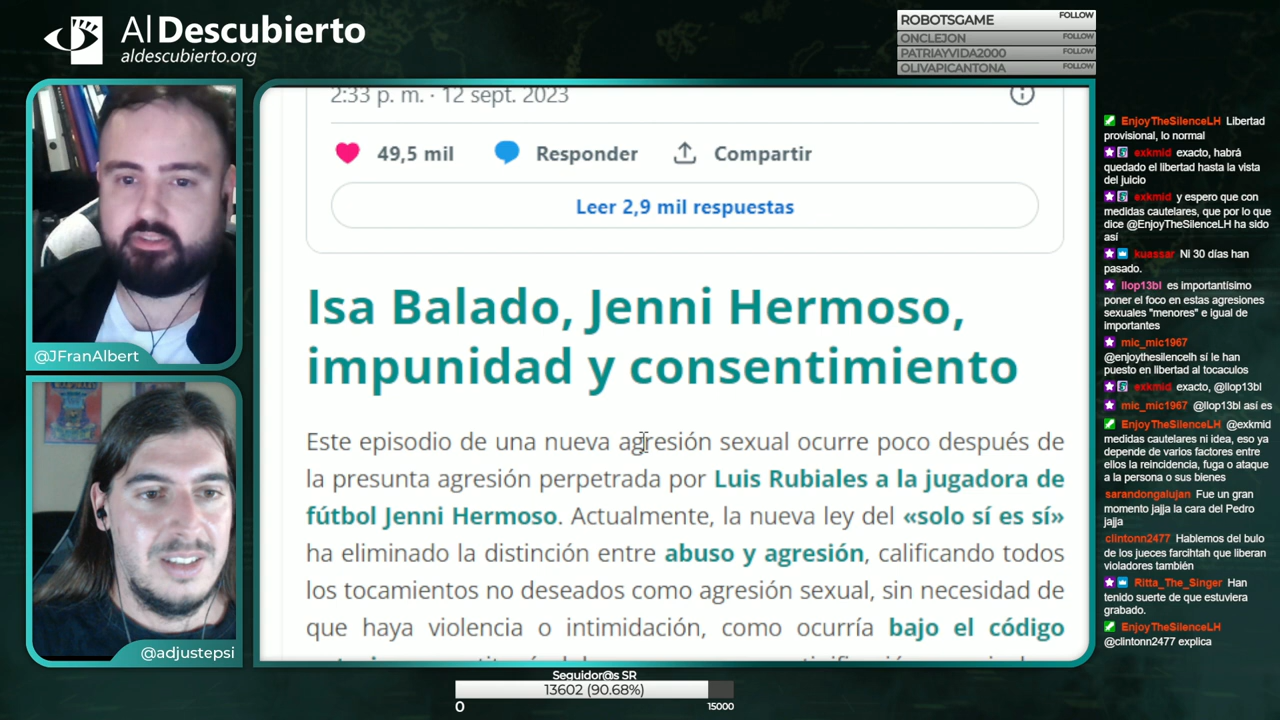 Al Descubierto
aldescubierto.org
ROBOTSGAME FOLLOW
ONCLEJON FOLLOW
PATRIAYVIDA2000 FOLLOW
OLIVAPICANTONA FOLLOW
@JFranAlbert
@adjustepsi
2:33 p. m. · 12 sept. 2023
49,5 mil Responder Compartir
Leer 2,9 mil respuestas
Isa Balado, Jenni Hermoso,
impunidad y consentimiento
Este episodio de una nueva agresión sexual ocurre poco después de
la presunta agresión perpetrada por Luis Rubiales a la jugadora de
fútbol Jenni Hermoso. Actualmente, la nueva ley del «solo sí es sí»
ha eliminado la distinción entre abuso y agresión, calificando todos
los tocamientos no deseados como agresión sexual, sin necesidad de
que haya violencia o intimidación, como ocurría bajo el código
EnjoyTheSilenceLH Libertad
provisional, lo normal
exkmid exacto, habrá
quedado el libertad hasta la vista
del juicio
exkmid y espero que con
medidas cautelares, que por lo que
dice @EnjoyTheSilenceLH ha sido
así
kuassar Ni 30 días han
pasado.
llop13bl es importantísimo
poner el foco en estas agresiones
sexuales "menores" e igual de
importantes
mic_mic1967
@enjoythesilencelh sí le han
puesto en libertad al tocaculos
exkmid exacto, @llop13bl
mic_mic1967 @llop13bl así es
EnjoyTheSilenceLH @exkmid
medidas cautelares ni idea, eso ya
depende de varios factores entre
ellos la reincidencia, fuga o ataque
a la persona o sus bienes
sarandongalujan Fue un gran
momento jajja la cara del Pedro
jajja
clintonn2477 Hablemos del bulo
de los jueces farcihtah que liberan
violadores también
Ritta_The_Singer Han
tenido suerte de que estuviera
grabado.
EnjoyTheSilenceLH
@clintonn2477 explica
Seguidor@s SR
13602 (90.68%)
0 15000